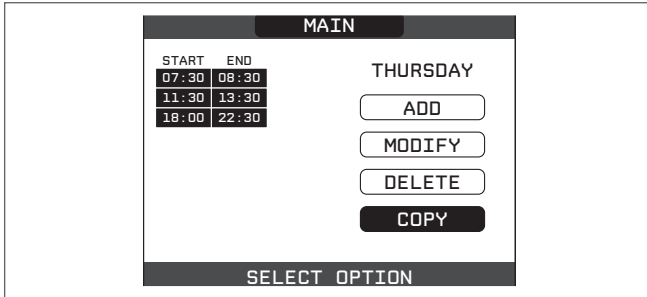 MAIN
START END
07:30 08:30
11:30 13:30
18:00 22:30
THURSDAY
ADD
MODIFY
DELETE
COPY
SELECT OPTION